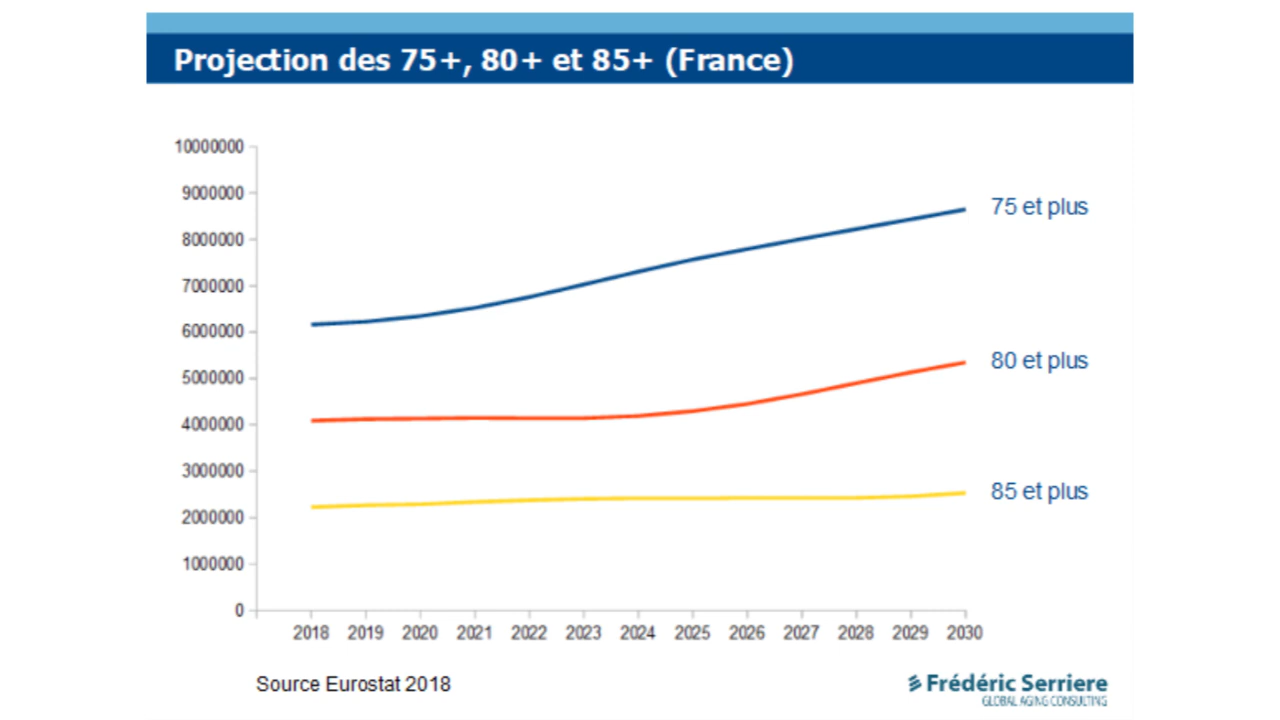 Projection des 75+, 80+ et 85+ (France)
10000000
9000000
8000000
7000000
6000000
5000000
4000000
3000000
2000000
1000000
0
75 et plus
80 et plus
85 et plus
2018 2019 2020 2021 2022 2023 2024 2025 2026 2027 2028 2029 2030
Source Eurostat 2018
Frédéric Serriere
GLOBAL AGING CONSULTING